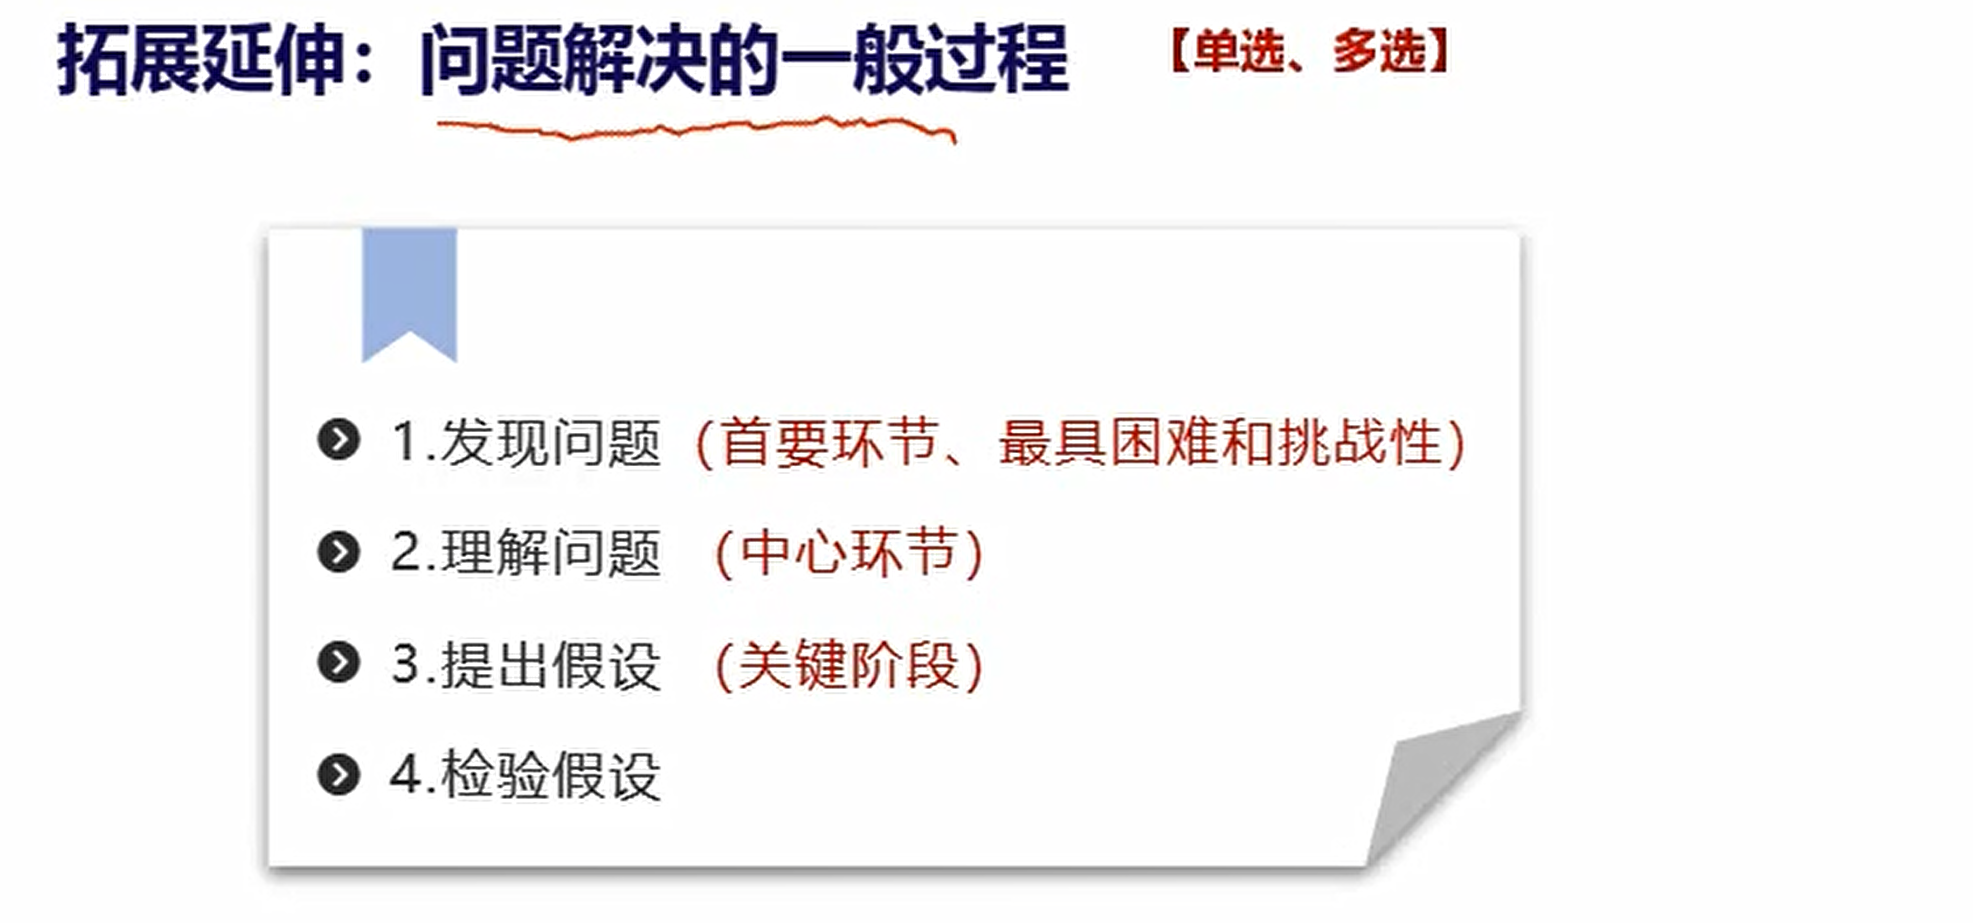 拓展延伸：问题解决的一般过程 【单选、多选】
1.发现问题（首要环节、最具困难和挑战性）
2.理解问题（中心环节）
3.提出假设（关键阶段）
4.检验假设